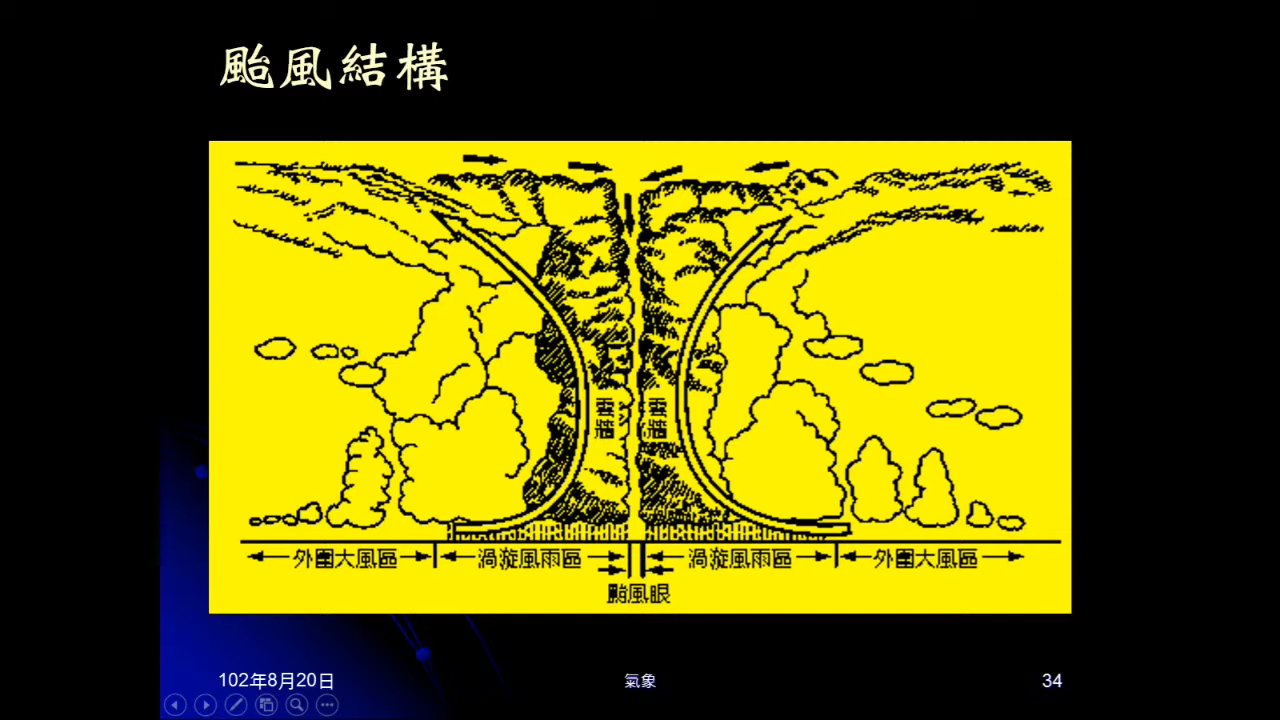 颱風結構
雲牆 雲牆
外圍大風區 渦漩風雨區 渦漩風雨區 外圍大風區
颱風眼
102年8月20日 氣象 34